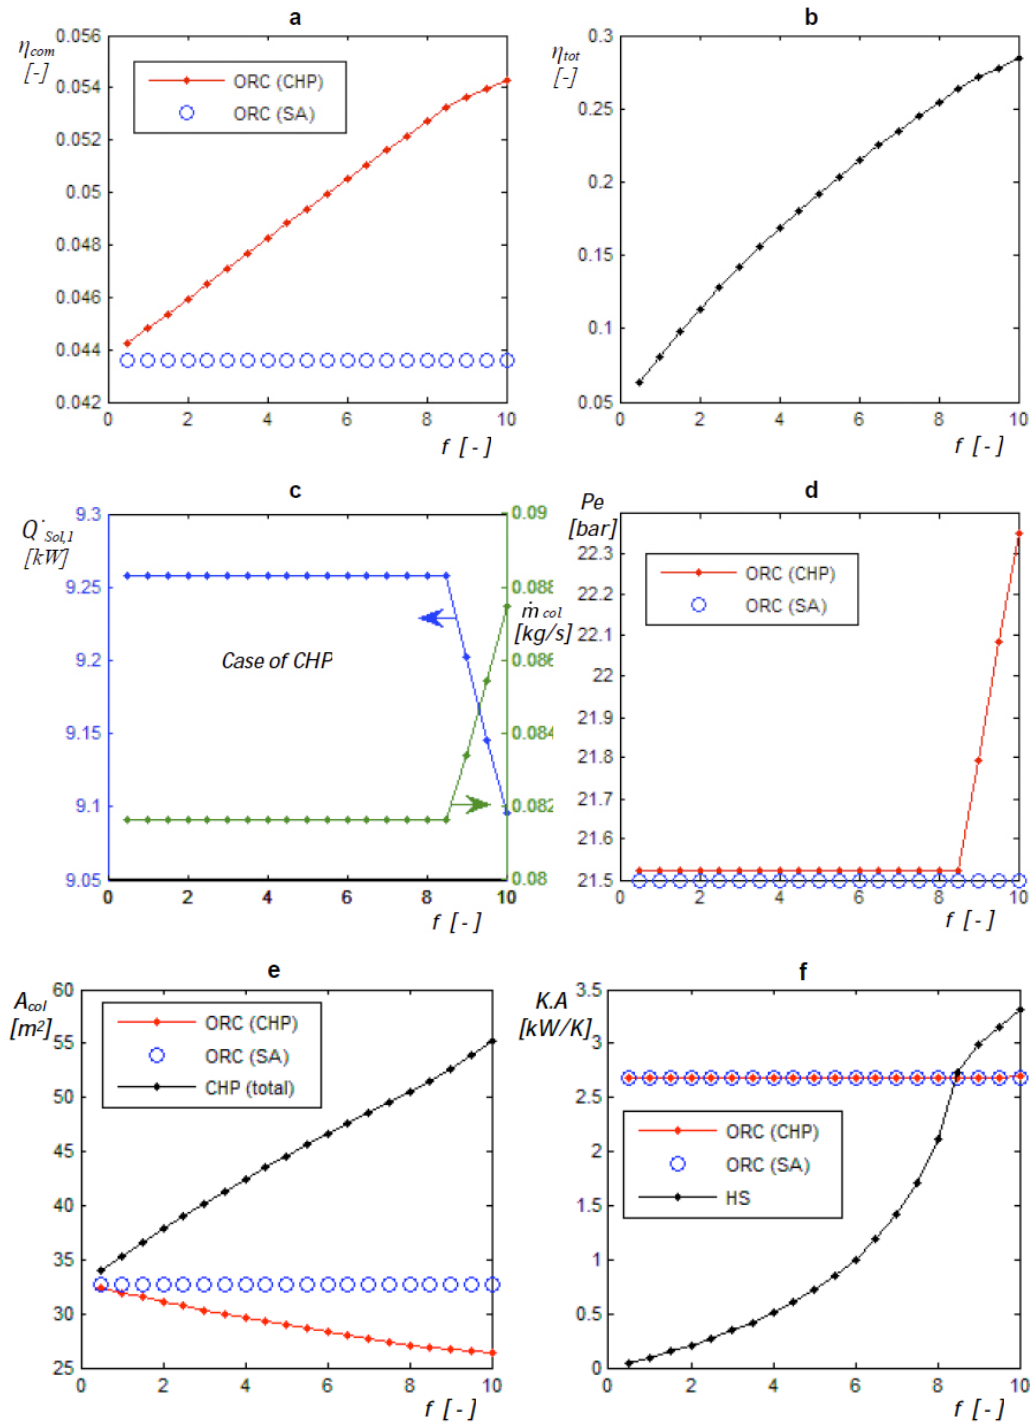 a
η com
[-]
0.056
0.054
0.052
0.05
0.048
0.046
0.044
0.042
ORC (CHP)
ORC (SA)
0 2 4 6 8 10
f [ - ]
b
η tot
[-]
0.3
0.25
0.2
0.15
0.1
0.05
0 2 4 6 8 10
f [ - ]
c
Q˙ Sol,1
[kW]
9.3
9.25
9.2
9.15
9.1
9.05
Case of CHP
0.09
0.088
0.086
0.084
0.082
0.08
ṁ col
[kg/s]
0 2 4 6 8 10
f [ - ]
d
Pe
[bar]
22.3
22.2
22.1
22
21.9
21.8
21.7
21.6
21.5
ORC (CHP)
ORC (SA)
0 2 4 6 8 10
f [ - ]
e
A col
[m²]
60
55
50
45
40
35
30
25
ORC (CHP)
ORC (SA)
CHP (total)
0 2 4 6 8 10
f [ - ]
f
K.A
[kW/K]
3.5
3
2.5
2
1.5
1
0.5
0
ORC (CHP)
ORC (SA)
HS
0 2 4 6 8 10
f [ - ]